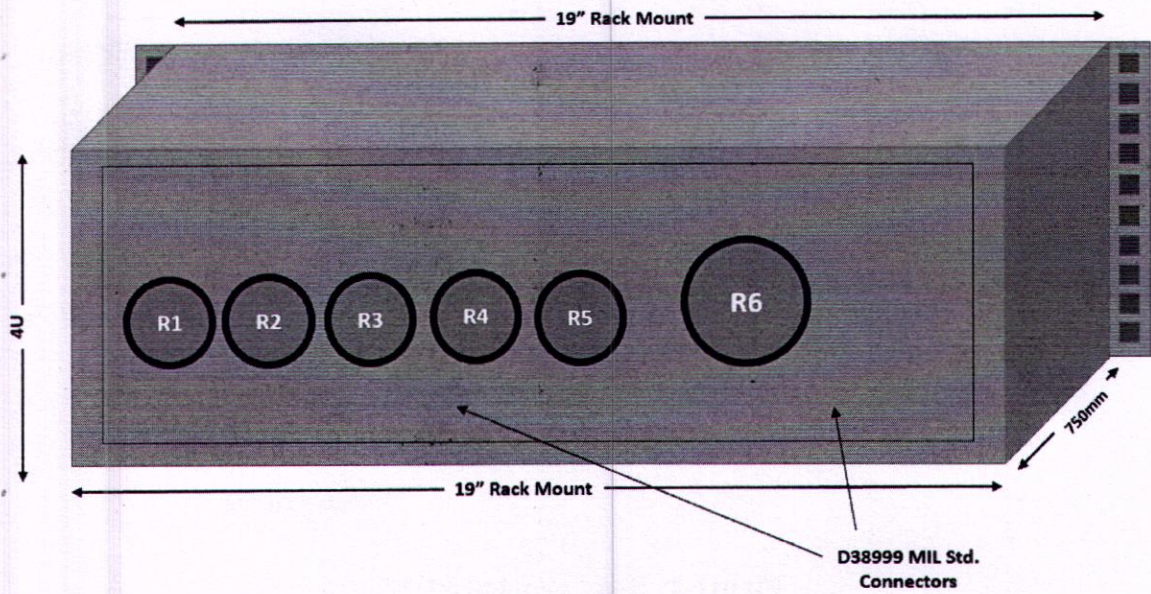 19” Rack Mount
4U
R1 R2 R3 R4 R5 R6
750mm
19” Rack Mount
D38999 MIL Std.
Connectors